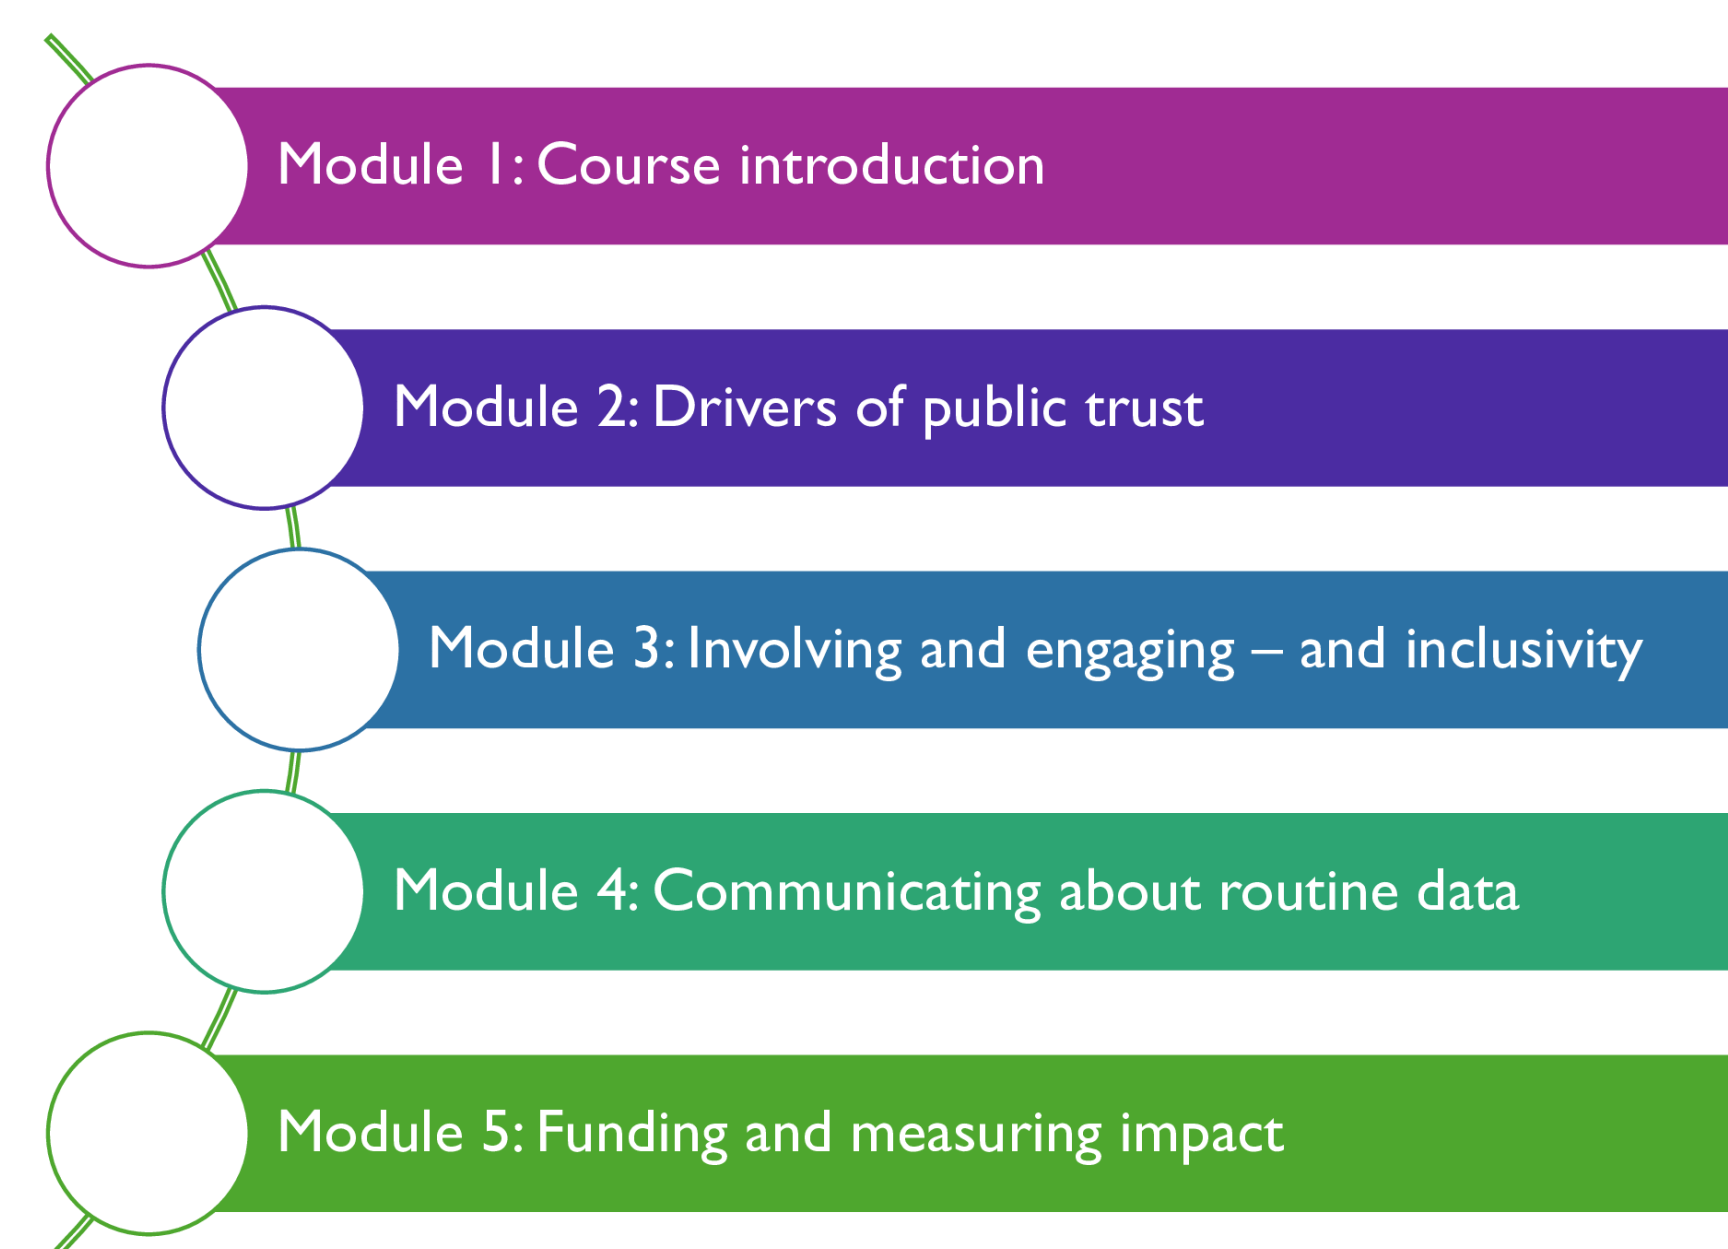 Module 1: Course introduction
Module 2: Drivers of public trust
Module 3: Involving and engaging – and inclusivity
Module 4: Communicating about routine data
Module 5: Funding and measuring impact